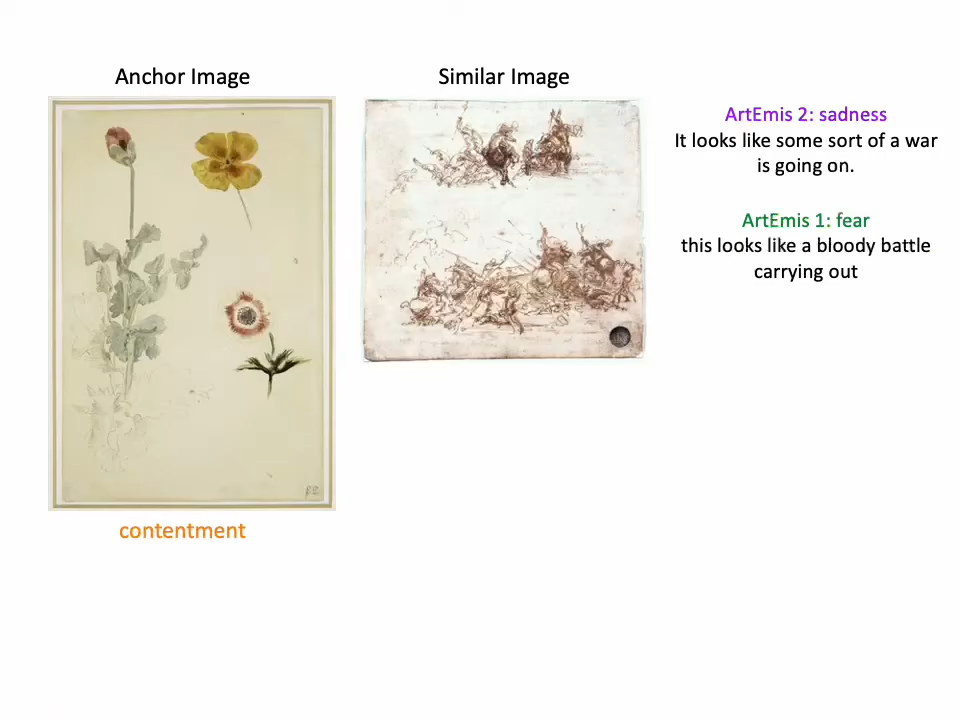 Anchor Image
Similar Image
ArtEmis 2: sadness
It looks like some sort of a war
is going on.
ArtEmis 1: fear
this looks like a bloody battle
carrying out
contentment